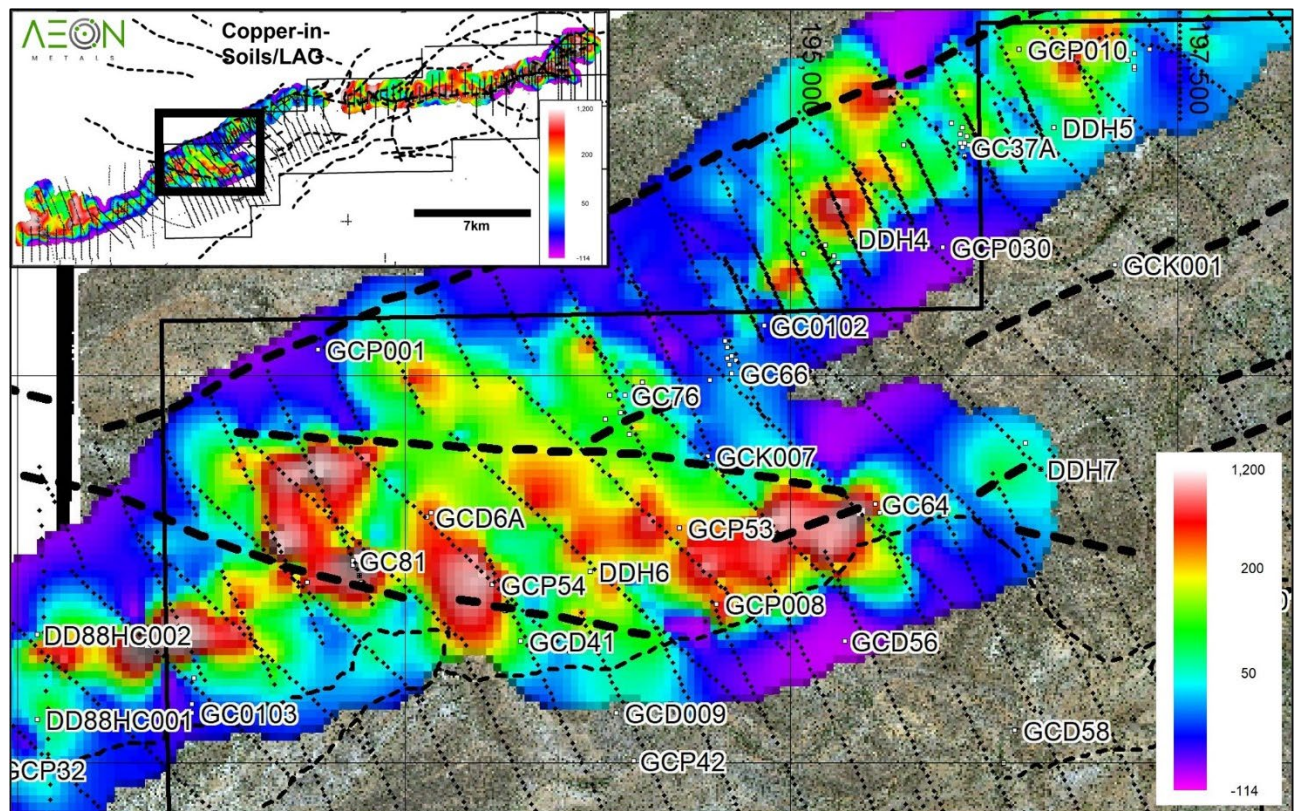 AEON
METALS
Copper-in-
Soils/LAG
1,200
200
50
-114
7km
195,000
197,500
GCP010
DDH5
GC37A
DDH4
GCP030
GCK001
GC0102
GCP001
GC66
GC76
GCK007
DDH7
GC64
GCD6A
GCP53
GC81
DDH6
GCP54
GCP008
DD88HC002
GCD41
GCD56
GC0103
DD88HC001
GCD009
GCD58
GCP42
GCP32
1,200
200
50
-114